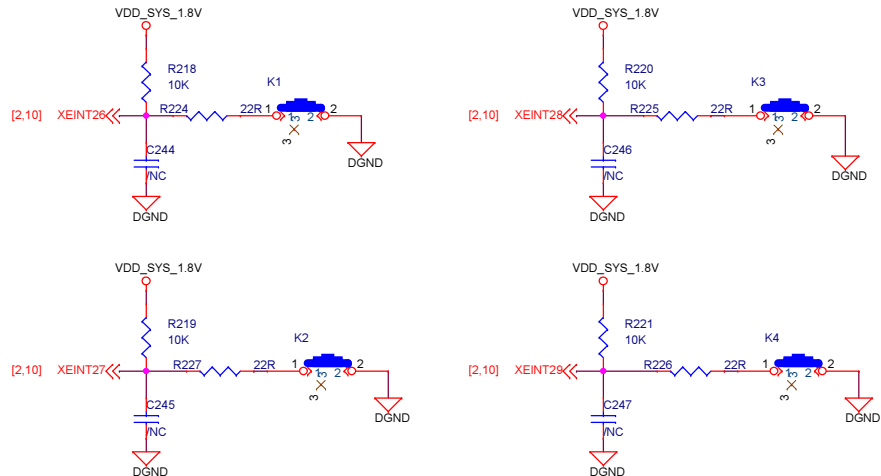 VDD_SYS_1.8V
R218
10K
K1
[2,10] XEINT26
R224 22R
1
2
1 3 2
3
C244
/NC
DGND
DGND
VDD_SYS_1.8V
R220
10K
K3
[2,10] XEINT28
R225 22R
1
2
1 3 2
3
C246
/NC
DGND
DGND
VDD_SYS_1.8V
R219
10K
K2
[2,10] XEINT27
R227 22R
1
2
1 3 2
3
C245
/NC
DGND
DGND
VDD_SYS_1.8V
R221
10K
K4
[2,10] XEINT29
R226 22R
1
2
1 3 2
3
C247
/NC
DGND
DGND